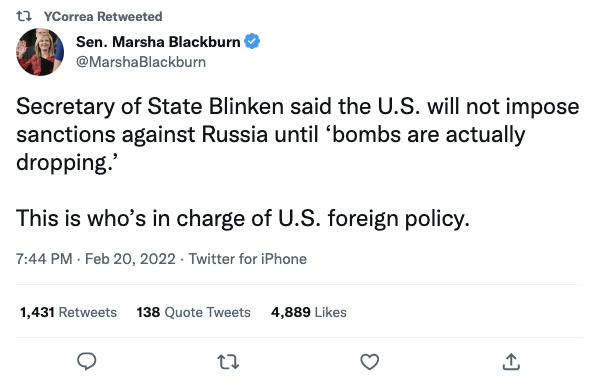 YCorrea Retweeted
Sen. Marsha Blackburn
@MarshaBlackburn
Secretary of State Blinken said the U.S. will not impose
sanctions against Russia until ‘bombs are actually
dropping.’
This is who’s in charge of U.S. foreign policy.
7:44 PM · Feb 20, 2022 · Twitter for iPhone
1,431 Retweets 138 Quote Tweets 4,889 Likes